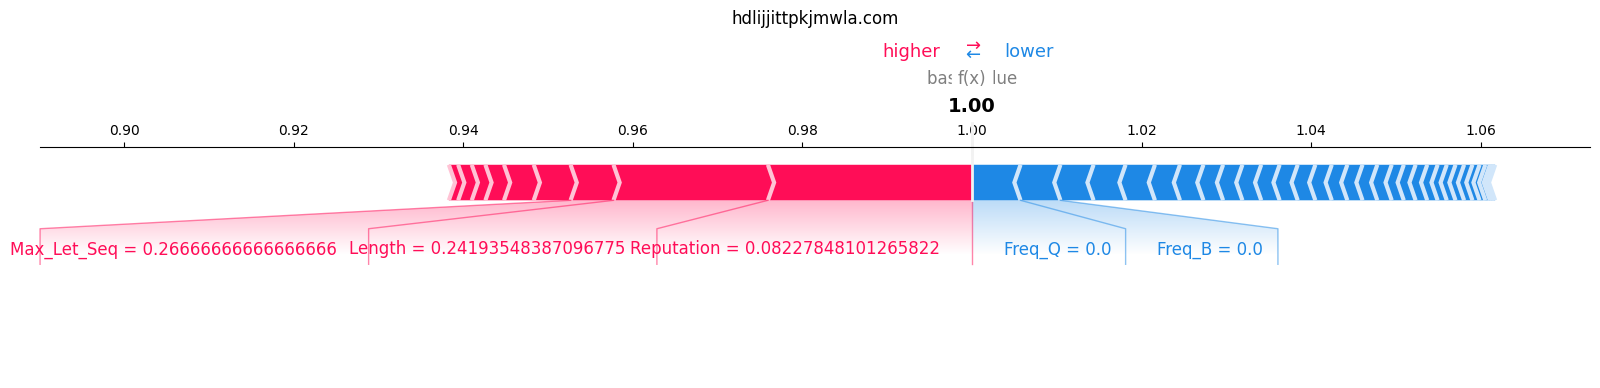 hdlijjittpkjmwla.com
higher ⇄ lower
bas f(x) lue
1.00
0.90 0.92 0.94 0.96 0.98 1.00 1.02 1.04 1.06
Max_Let_Seq = 0.26666666666666666 Length = 0.24193548387096775 Reputation = 0.08227848101265822 Freq_Q = 0.0 Freq_B = 0.0